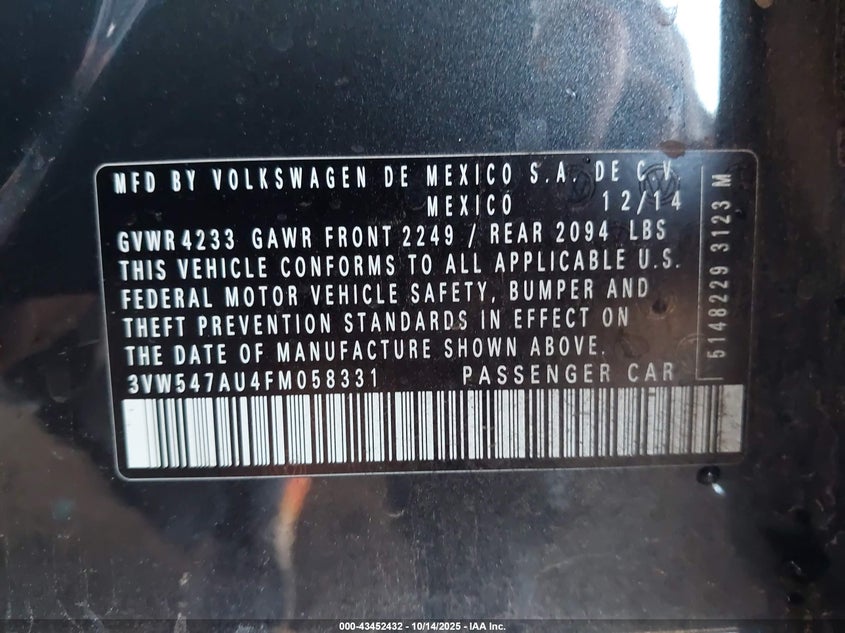 MFD BY VOLKSWAGEN DE MEXICO S.A. DE C.V.
MEXICO 12/14
GVWR 4233 GAWR FRONT 2249 / REAR 2094 LBS
THIS VEHICLE CONFORMS TO ALL APPLICABLE U.S.
FEDERAL MOTOR VEHICLE SAFETY, BUMPER AND
THEFT PREVENTION STANDARDS IN EFFECT ON
THE DATE OF MANUFACTURE SHOWN ABOVE.
3VW547AU4FM058331 PASSENGER CAR
5148229 3123 M
000-43452432 - 10/14/2025 - IAA Inc.